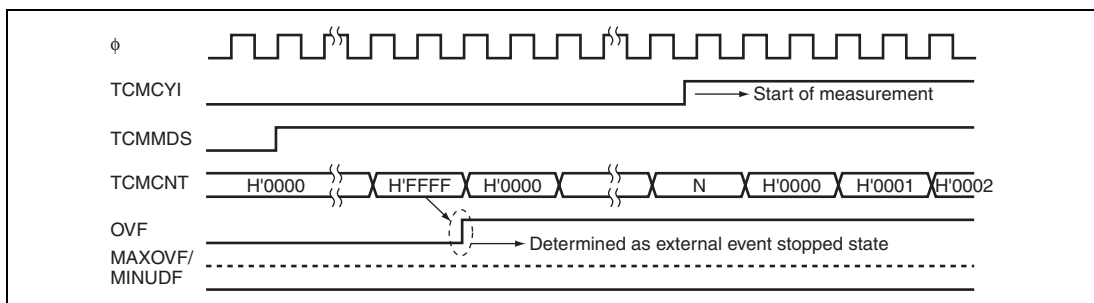 ϕ
TCMCYI
Start of measurement
TCMMDS
TCMCNT H'0000 H'FFFF H'0000 N H'0000 H'0001 H'0002
OVF
Determined as external event stopped state
MAXOVF/
MINUDF